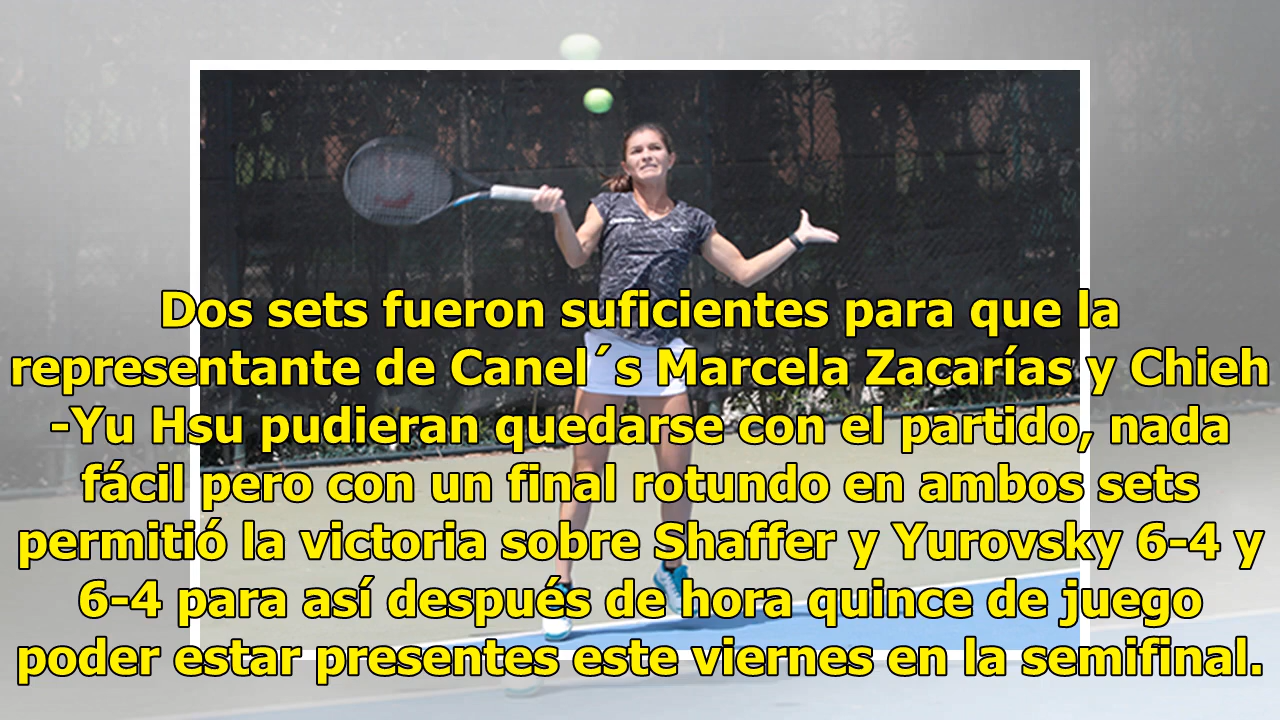 Dos sets fueron suficientes para que la
representante de Canel´s Marcela Zacarías y Chieh
-Yu Hsu pudieran quedarse con el partido, nada
fácil pero con un final rotundo en ambos sets
permitió la victoria sobre Shaffer y Yurovsky 6-4 y
6-4 para así después de hora quince de juego
poder estar presentes este viernes en la semifinal.